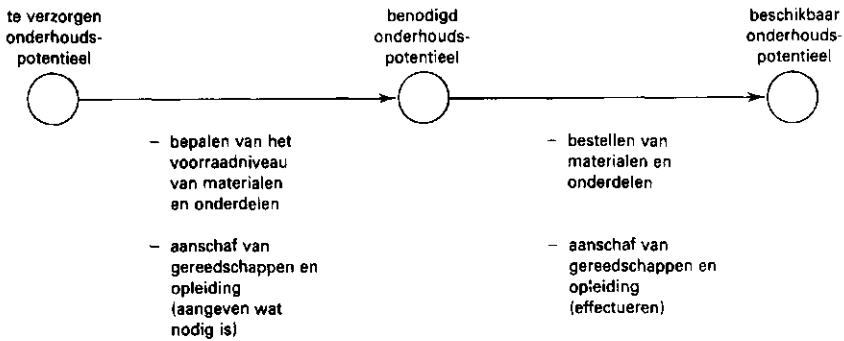 te verzorgen
onderhouds-
potentieel
benodigd
onderhouds-
potentieel
beschikbaar
onderhouds-
potentieel
– bepalen van het
voorraadniveau
van materialen
en onderdelen
– aanschaf van
gereedschappen en
opleiding
(aangeven wat
nodig is)
– bestellen van
materialen en
onderdelen
– aanschaf van
gereedschappen en
opleiding
(effectueren)